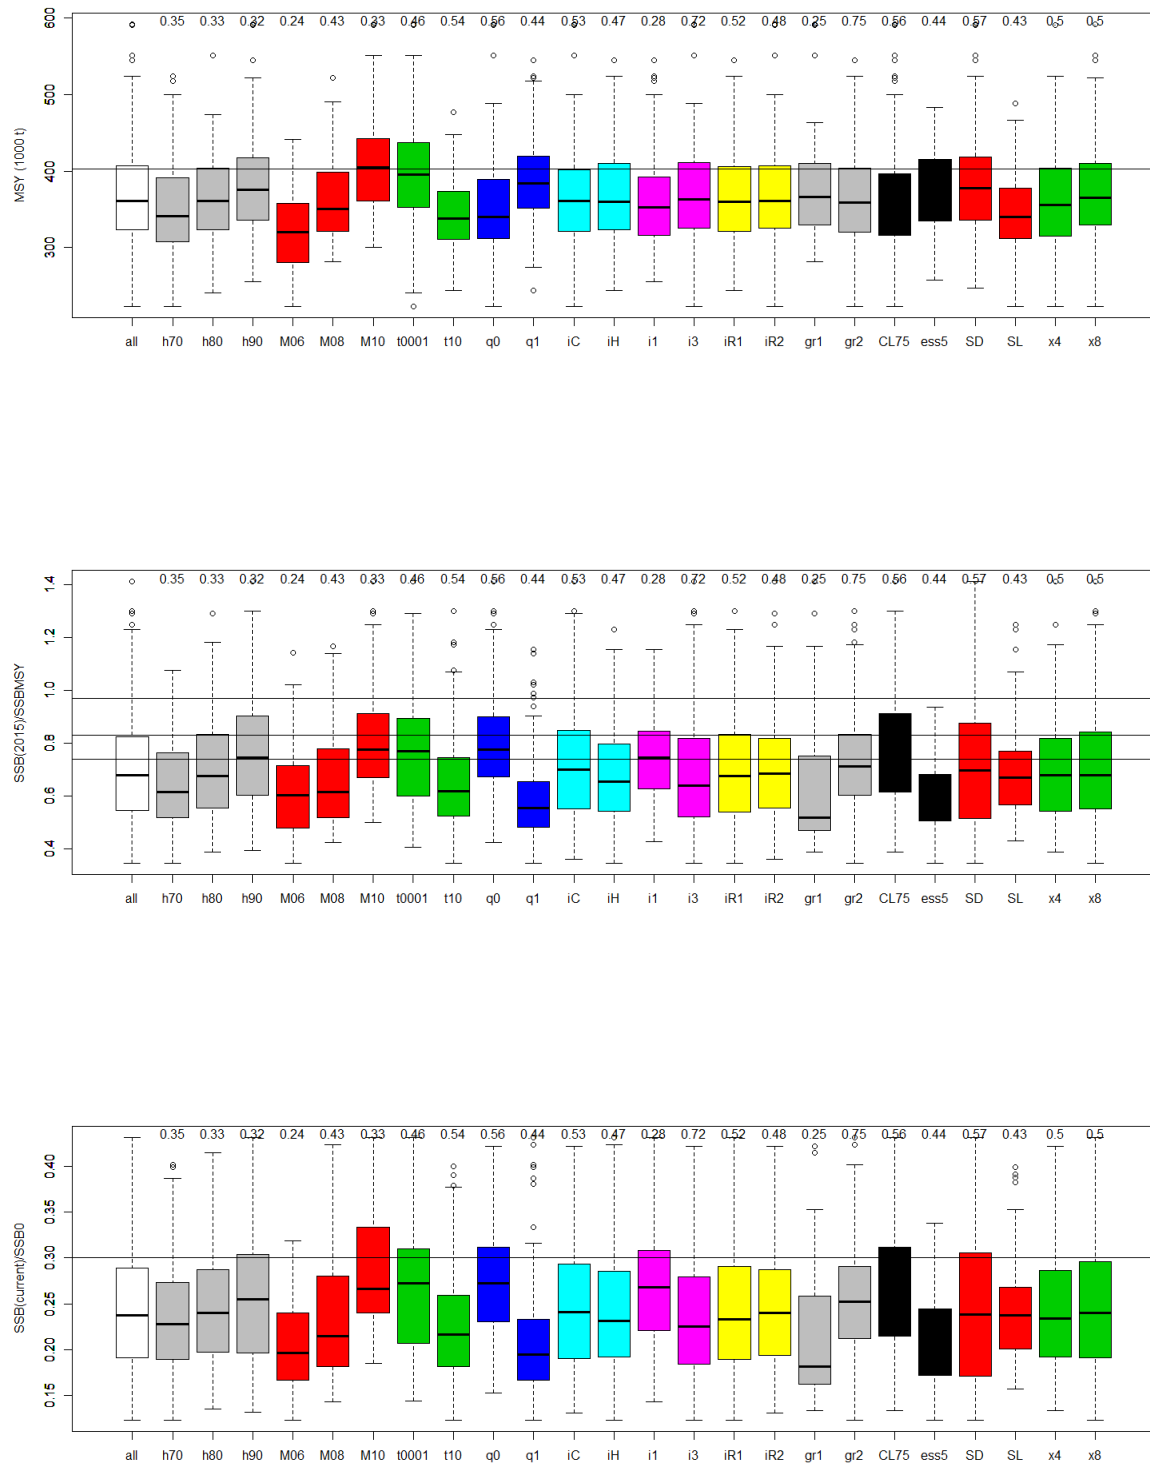 0.35 0.33 0.32 0.24 0.43 0.33 0.46 0.54 0.56 0.44 0.53 0.47 0.28 0.72 0.52 0.48 0.25 0.75 0.56 0.44 0.57 0.43 0.5 0.5
600
500
400
300
MSY (1000 t)
all h70 h80 h90 M06 M08 M10 t0001 t10 q0 q1 iC iH i1 i3 iR1 iR2 gr1 gr2 CL75 ess5 SD SL x4 x8
0.35 0.33 0.32 0.24 0.43 0.33 0.46 0.54 0.56 0.44 0.53 0.47 0.28 0.72 0.52 0.48 0.25 0.75 0.56 0.44 0.57 0.43 0.5 0.5
1.4
1.2
1.0
0.8
0.6
0.4
SSB(2015)/SSBMSY
all h70 h80 h90 M06 M08 M10 t0001 t10 q0 q1 iC iH i1 i3 iR1 iR2 gr1 gr2 CL75 ess5 SD SL x4 x8
0.35 0.33 0.32 0.24 0.43 0.33 0.46 0.54 0.56 0.44 0.53 0.47 0.28 0.72 0.52 0.48 0.25 0.75 0.56 0.44 0.57 0.43 0.5 0.5
0.40
0.35
0.30
0.25
0.20
0.15
SSB(current)/SSB0
all h70 h80 h90 M06 M08 M10 t0001 t10 q0 q1 iC iH i1 i3 iR1 iR2 gr1 gr2 CL75 ess5 SD SL x4 x8